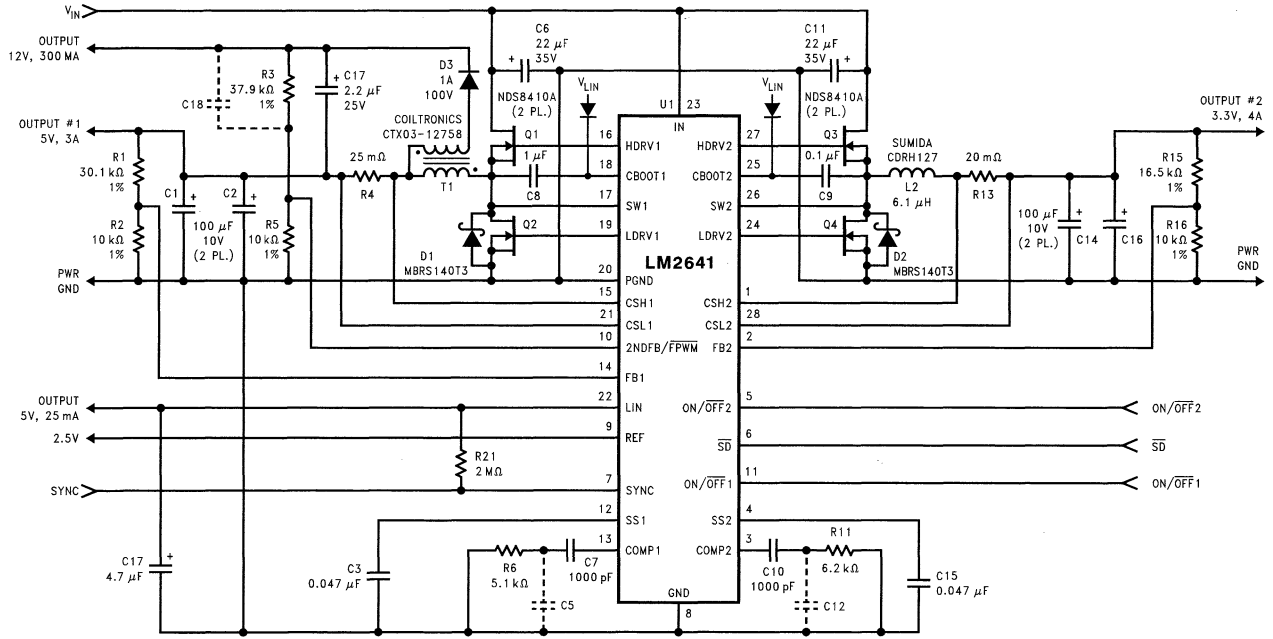 VIN
OUTPUT
12V, 300 MA
OUTPUT #1
5V, 3A
R1
30.1 kΩ
1%
R2
10 kΩ
1%
PWR
GND
C18
R3
37.9 kΩ
1%
C17
2.2 μF
25V
C1
C2
100 μF
10V
(2 PL.)
R5
10 kΩ
1%
25 mΩ
R4
COILTRONICS
CTX03-12758
T1
D3
1A
100V
C6
22 μF
35V
NDS8410A
(2 PL.)
Q1
1 μF
C8
Q2
D1
MBRS140T3
VLIN
U1
23
IN
16
HDRV1
18
CBOOT1
17
SW1
19
LDRV1
LM2641
20
PGND
15
CSH1
21
CSL1
10
2NDFB/FPWM
14
FB1
22
LIN
9
REF
7
SYNC
12
SS1
13
COMP1
GND
8
27
HDRV2
25
CBOOT2
26
SW2
24
LDRV2
1
CSH2
28
CSL2
2
FB2
5
ON/OFF2
6
SD
11
ON/OFF1
4
SS2
3
COMP2
C11
22 μF
35V
VLIN
NDS8410A
(2 PL.)
Q3
0.1 μF
C9
Q4
D2
MBRS140T3
SUMIDA
CDRH127
L2
6.1 μH
20 mΩ
R13
100 μF
10V
(2 PL.)
C14
C16
OUTPUT #2
3.3V, 4A
R15
16.5 kΩ
1%
R16
10 kΩ
1%
PWR
GND
ON/OFF2
SD
ON/OFF1
OUTPUT
5V, 25 mA
2.5V
SYNC
R21
2 MΩ
C17
4.7 μF
C3
0.047 μF
R6
5.1 kΩ
C7
1000 pF
C5
C10
1000 pF
R11
6.2 kΩ
C12
C15
0.047 μF